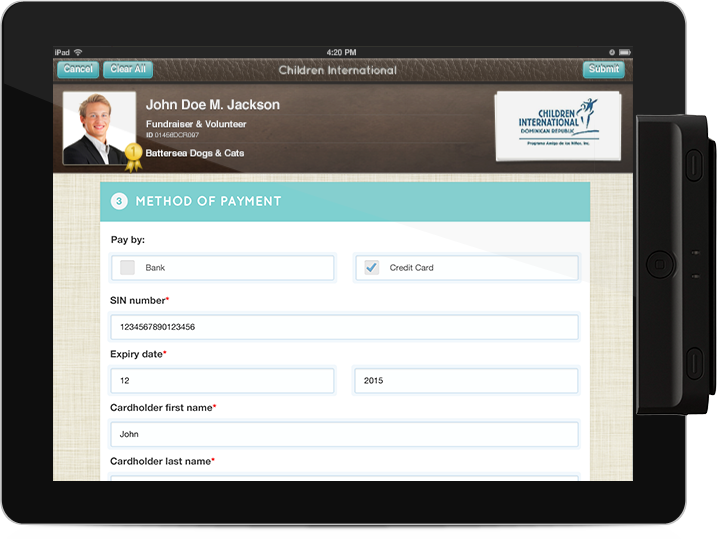 iPad 4:20 PM
Cancel Clear All Children International Submit
John Doe M. Jackson
Fundraiser & Volunteer
ID 01456DCR097
1 Battersea Dogs & Cats
CHILDREN
INTERNATIONAL
DOMINICAN REPUBLIC
Programa Amigo de los Niños, Inc.
3 METHOD OF PAYMENT
Pay by:
Bank Credit Card
SIN number*
1234567890123456
Expiry date*
12 2015
Cardholder first name*
John
Cardholder last name*